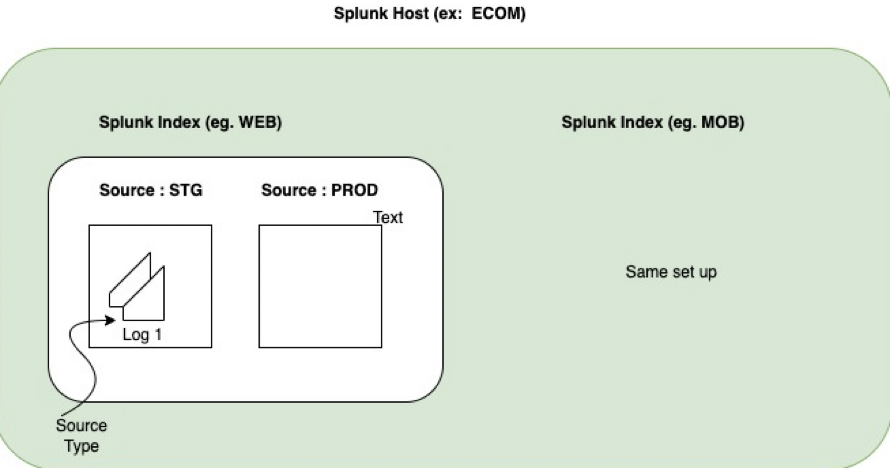 Splunk Host (ex:  ECOM)
Splunk Index (eg. WEB)
Splunk Index (eg. MOB)
Source : STG
Source : PROD
Text
Same set up
Log 1
Source
Type